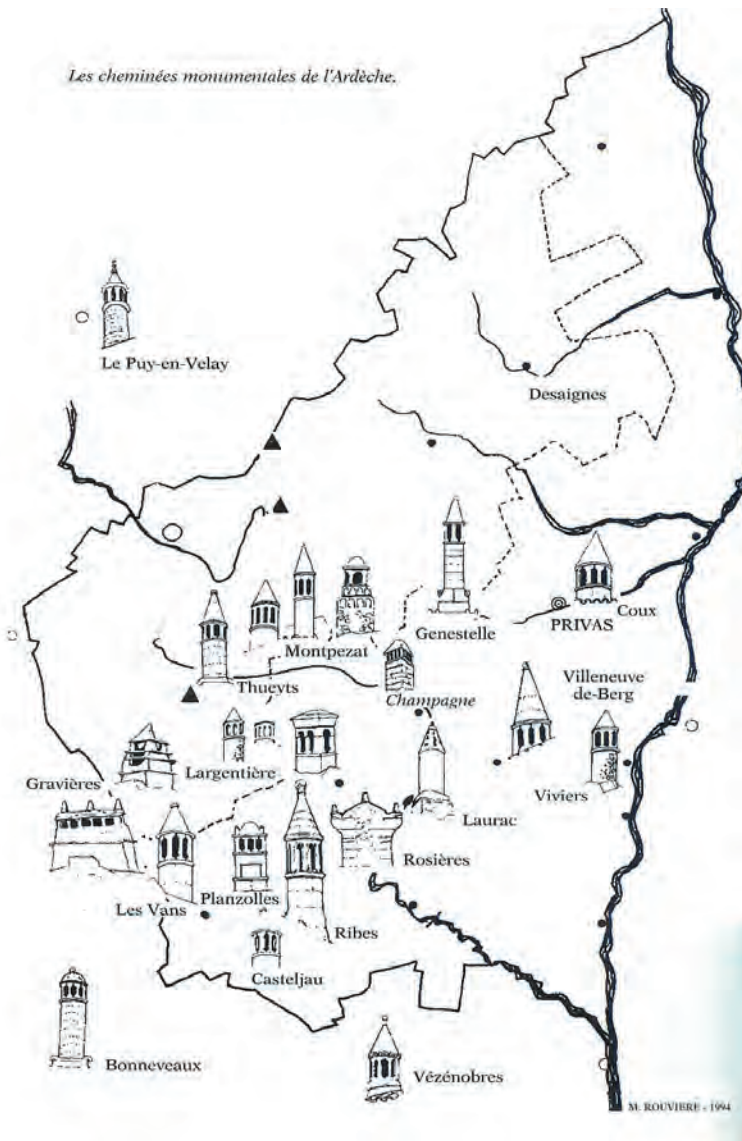 Les cheminées monumentales de l'Ardèche.
Le Puy-en-Velay
Desaignes
Genestelle
PRIVAS
Coux
Montpezat
Thueyts
Champagne
Villeneuve
de-Berg
Gravières
Largentière
Laurac
Viviers
Rosières
Les Vans
Planzolles
Ribes
Casteljau
Bonneveaux
Vézénobres
M. ROUVIERE - 1994